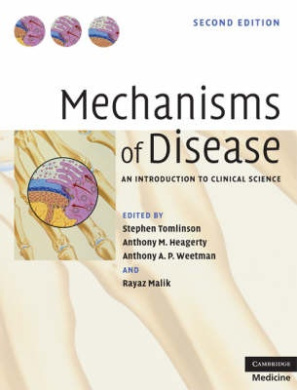 SECOND EDITION
Mechanisms
of Disease
AN INTRODUCTION TO CLINICAL SCIENCE
EDITED BY
Stephen Tomlinson
Anthony M. Heagerty
Anthony A. P. Weetman
AND
Rayaz Malik
CAMBRIDGE
Medicine